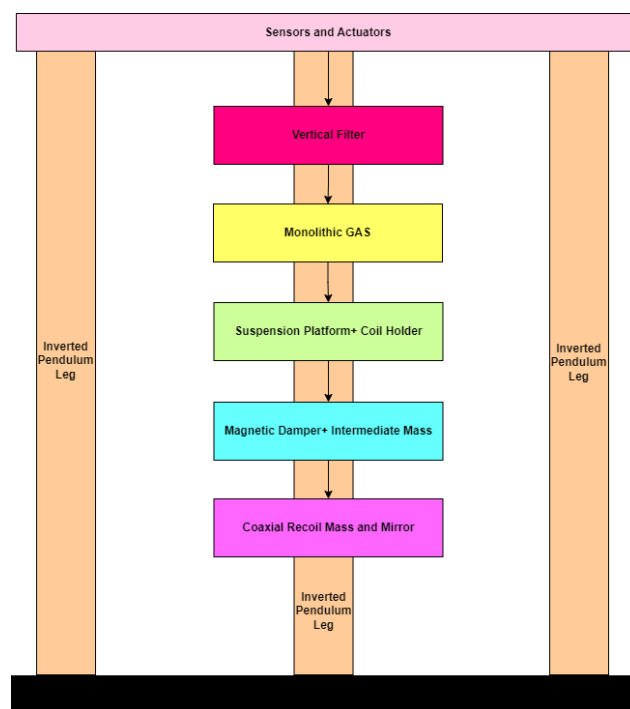 Sensors and Actuators
Vertical Filter
Monolithic GAS
Suspension Platform+ Coil Holder
Inverted
Pendulum
Leg
Inverted
Pendulum
Leg
Magnetic Damper+ Intermediate Mass
Coaxial Recoil Mass and Mirror
Inverted
Pendulum
Leg